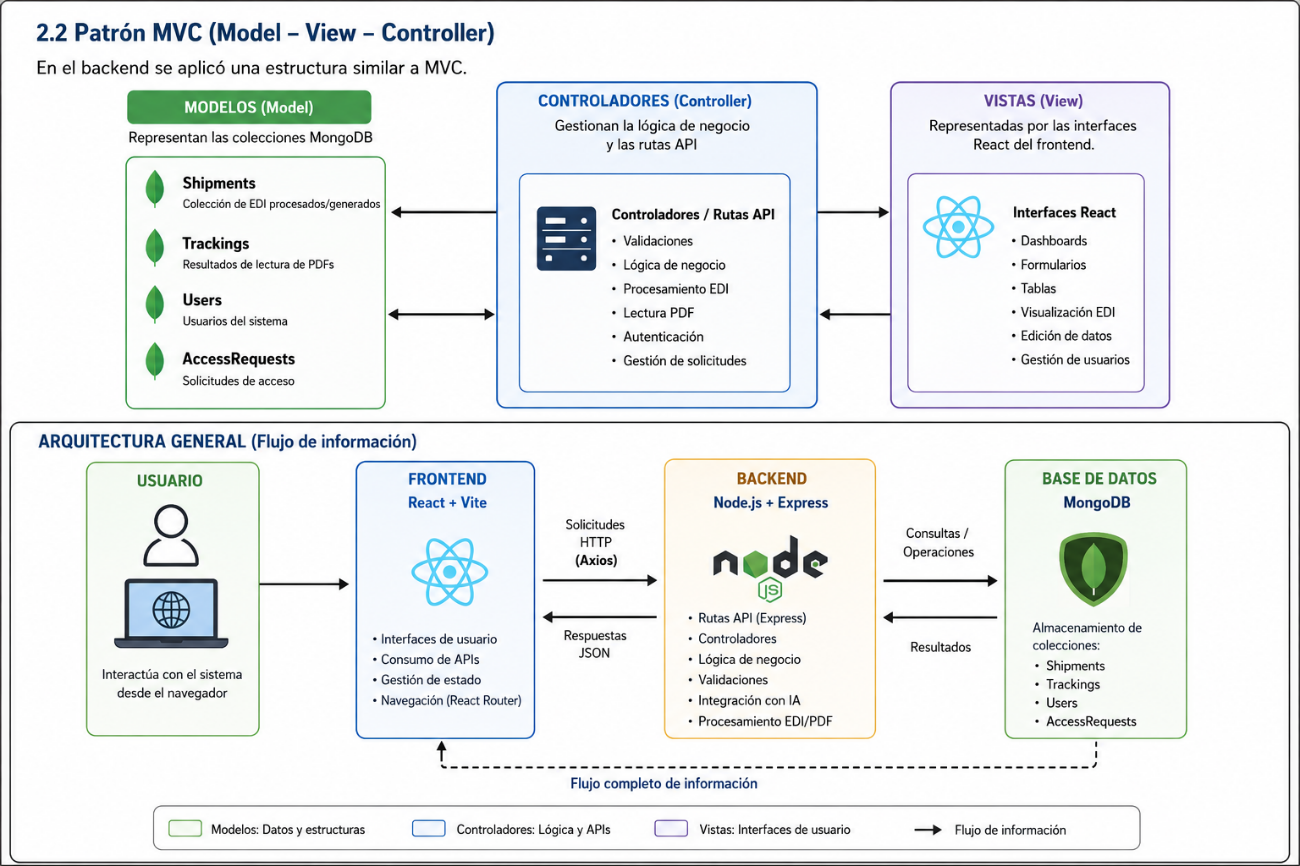 2.2 Patrón MVC (Model – View – Controller)
En el backend se aplicó una estructura similar a MVC.
MODELOS (Model)
Representan las colecciones MongoDB
Shipments
Colección de EDI procesados/generados
Trackings
Resultados de lectura de PDFs
Users
Usuarios del sistema
AccessRequests
Solicitudes de acceso
CONTROLADORES (Controller)
Gestionan la lógica de negocio
y las rutas API
Controladores / Rutas API
• Validaciones
• Lógica de negocio
• Procesamiento EDI
• Lectura PDF
• Autenticación
• Gestión de solicitudes
VISTAS (View)
Representadas por las interfaces
React del frontend.
Interfaces React
• Dashboards
• Formularios
• Tablas
• Visualización EDI
• Edición de datos
• Gestión de usuarios
ARQUITECTURA GENERAL (Flujo de información)
USUARIO
Interactúa con el sistema
desde el navegador
FRONTEND
React + Vite
• Interfaces de usuario
• Consumo de APIs
• Gestión de estado
• Navegación (React Router)
Solicitudes
HTTP
(Axios)
Respuestas
JSON
BACKEND
Node.js + Express
node
JS
• Rutas API (Express)
• Controladores
• Lógica de negocio
• Validaciones
• Integración con IA
• Procesamiento EDI/PDF
Consultas /
Operaciones
Resultados
BASE DE DATOS
MongoDB
Almacenamiento de
colecciones:
• Shipments
• Trackings
• Users
• AccessRequests
Flujo completo de información
Modelos: Datos y estructuras
Controladores: Lógica y APIs
Vistas: Interfaces de usuario
Flujo de información